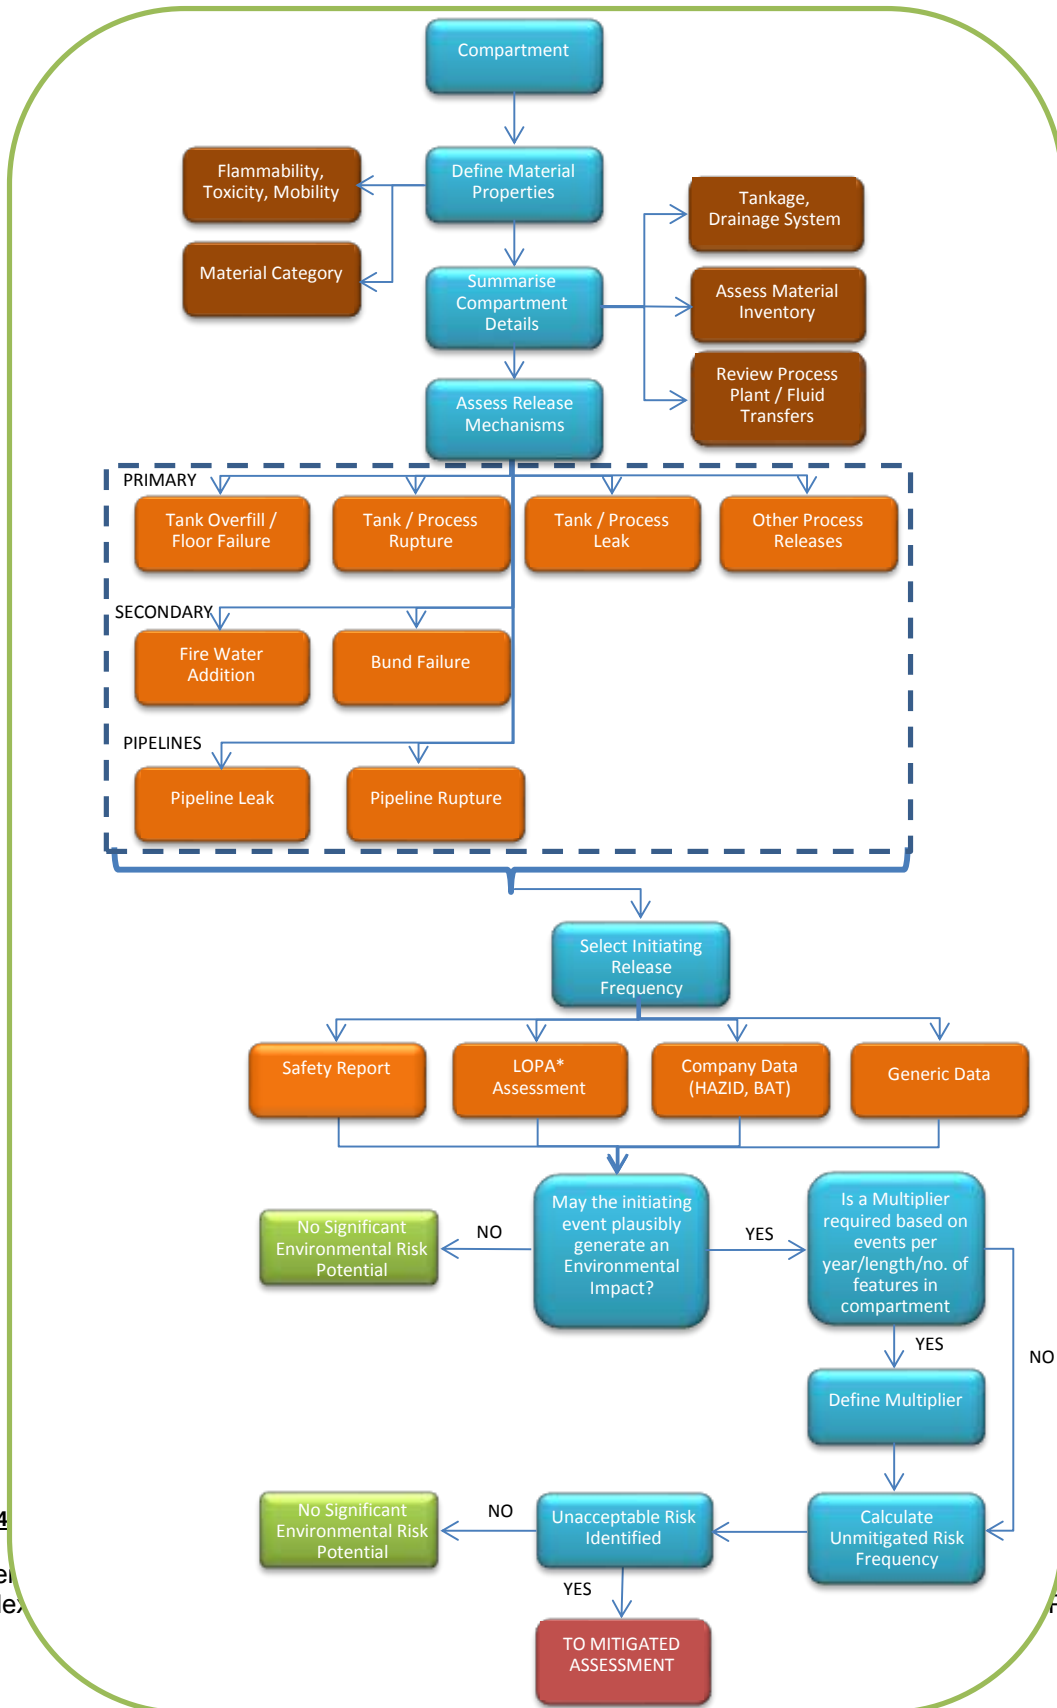 Compartment
Flammability,
Toxicity, Mobility
Define Material
Properties
Tankage,
Drainage System
Material Category
Summarise
Compartment
Details
Assess Material
Inventory
Assess Release
Mechanisms
Review Process
Plant / Fluid
Transfers
PRIMARY
Tank Overfill /
Floor Failure
Tank / Process
Rupture
Tank / Process
Leak
Other Process
Releases
SECONDARY
Fire Water
Addition
Bund Failure
PIPELINES
Pipeline Leak
Pipeline Rupture
Select Initiating
Release
Frequency
Safety Report
LOPA*
Assessment
Company Data
(HAZID, BAT)
Generic Data
No Significant
Environmental Risk
Potential
NO
May the initiating
event plausibly
generate an
Environmental
Impact?
YES
Is a Multiplier
required based on
events per
year/length/no. of
features in
compartment
YES
NO
Define Multiplier
No Significant
Environmental Risk
Potential
NO
Unacceptable Risk
Identified
Calculate
Unmitigated Risk
Frequency
4
YES
TO MITIGATED
ASSESSMENT